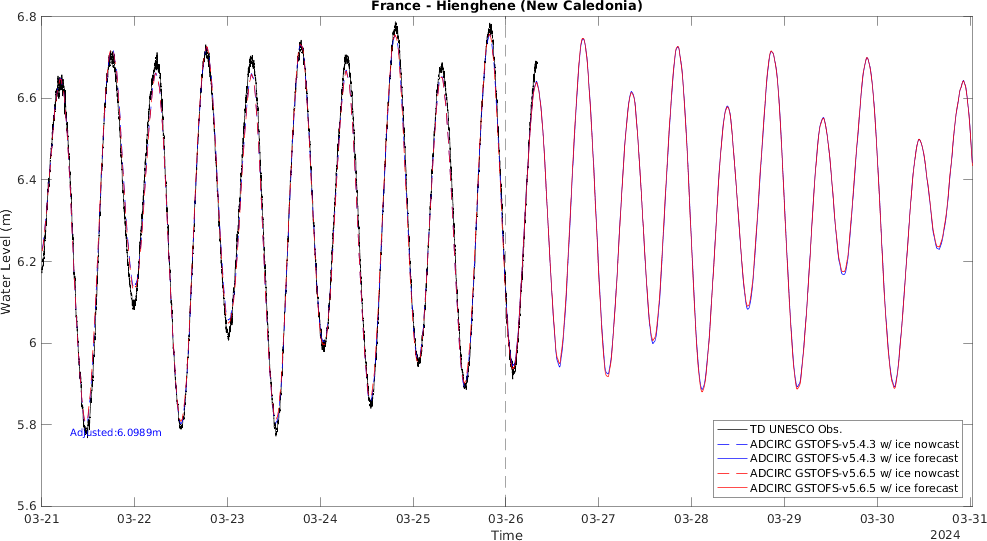 France - Hienghene (New Caledonia)
6.8
6.6
6.4
6.2
6
5.8
5.6
Water Level (m)
Adjusted:6.0989m
TD UNESCO Obs.
ADCIRC GSTOFS-v5.4.3 w/ ice nowcast
ADCIRC GSTOFS-v5.4.3 w/ ice forecast
ADCIRC GSTOFS-v5.6.5 w/ ice nowcast
ADCIRC GSTOFS-v5.6.5 w/ ice forecast
03-21 03-22 03-23 03-24 03-25 03-26 03-27 03-28 03-29 03-30 03-31
Time
2024